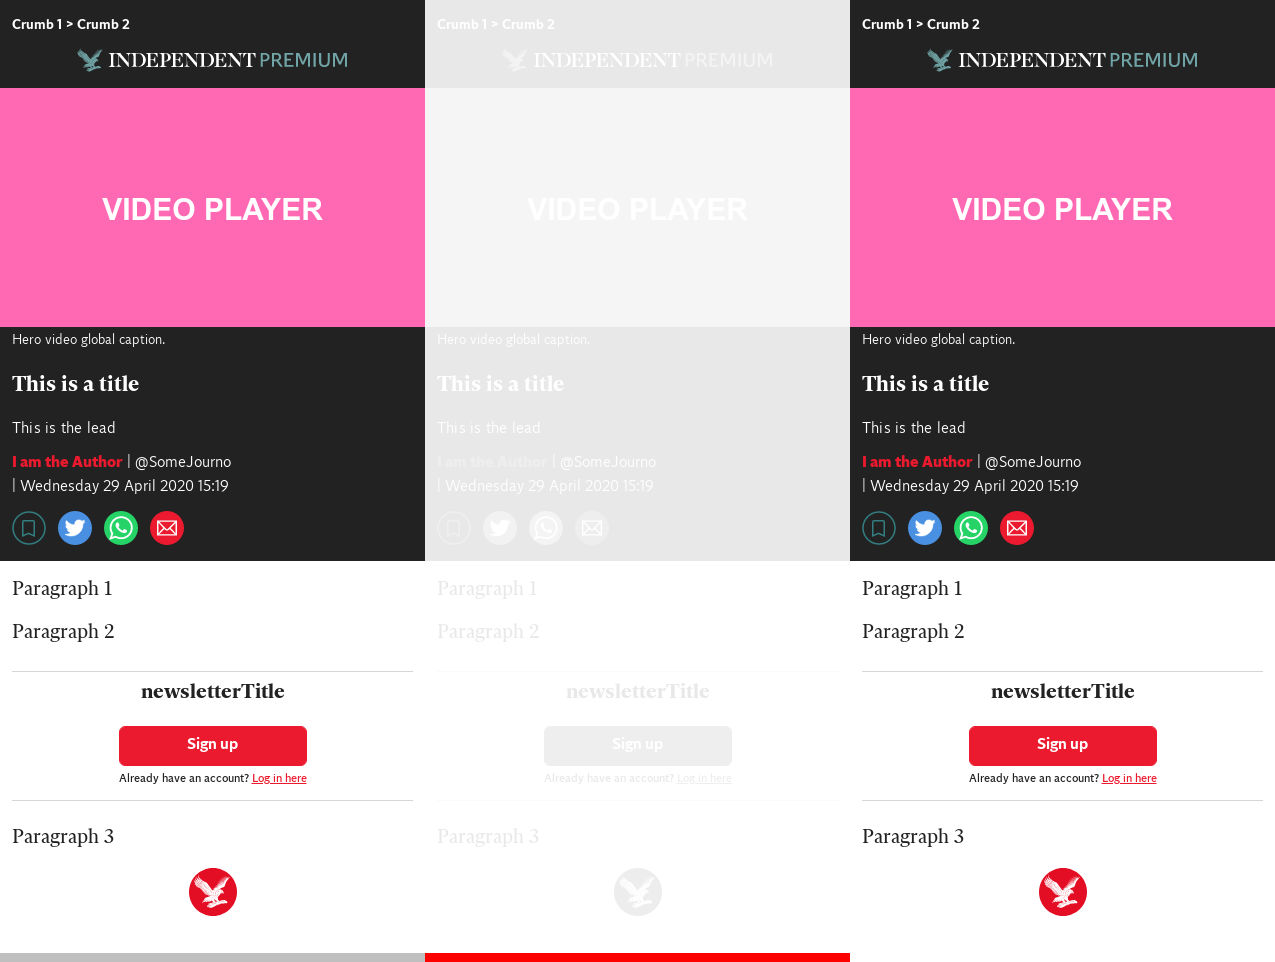 Crumb 1 > Crumb 2
INDEPENDENT PREMIUM
VIDEO PLAYER
Hero video global caption.
This is a title
This is the lead
I am the Author | @SomeJourno
| Wednesday 29 April 2020 15:19
Paragraph 1
Paragraph 2
newsletterTitle
Sign up
Already have an account? Log in here
Paragraph 3
Crumb 1 > Crumb 2
INDEPENDENT PREMIUM
VIDEO PLAYER
Hero video global caption.
This is a title
This is the lead
I am the Author | @SomeJourno
| Wednesday 29 April 2020 15:19
Paragraph 1
Paragraph 2
newsletterTitle
Sign up
Already have an account? Log in here
Paragraph 3
Crumb 1 > Crumb 2
INDEPENDENT PREMIUM
VIDEO PLAYER
Hero video global caption.
This is a title
This is the lead
I am the Author | @SomeJourno
| Wednesday 29 April 2020 15:19
Paragraph 1
Paragraph 2
newsletterTitle
Sign up
Already have an account? Log in here
Paragraph 3